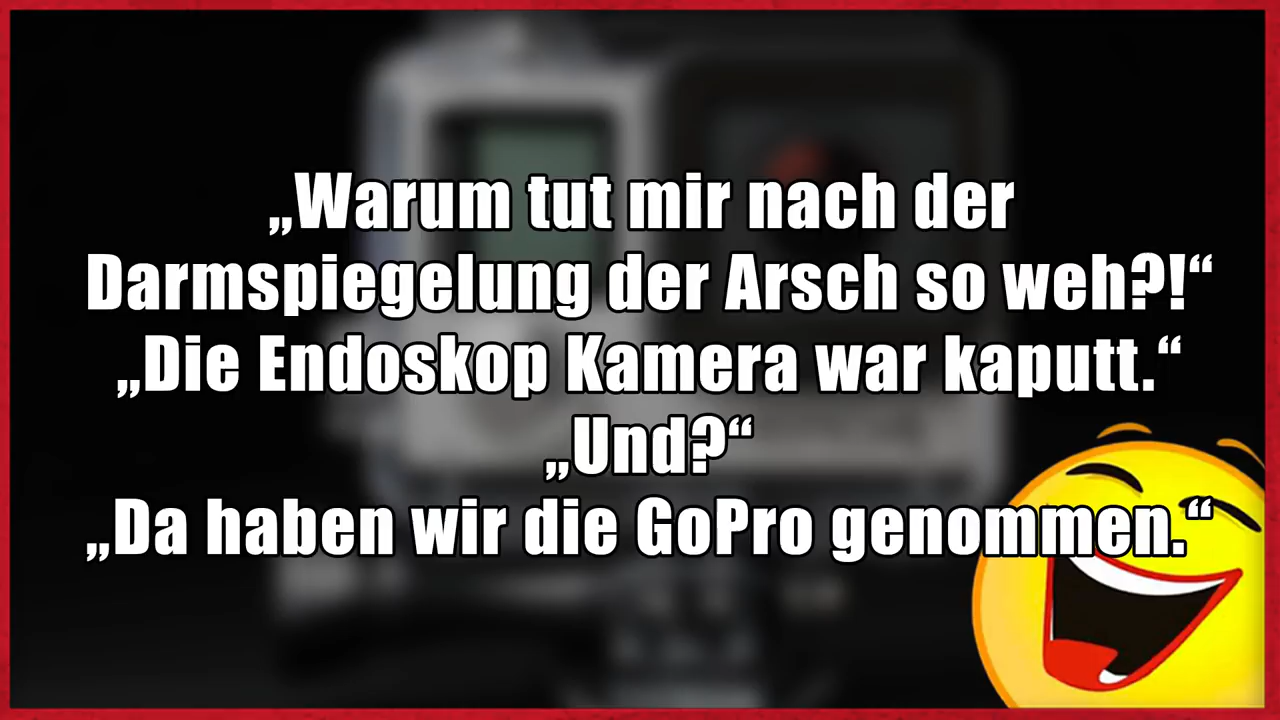 „Warum tut mir nach der
Darmspiegelung der Arsch so weh?!“
„Die Endoskop Kamera war kaputt.“
„Und?“
„Da haben wir die GoPro genommen.“